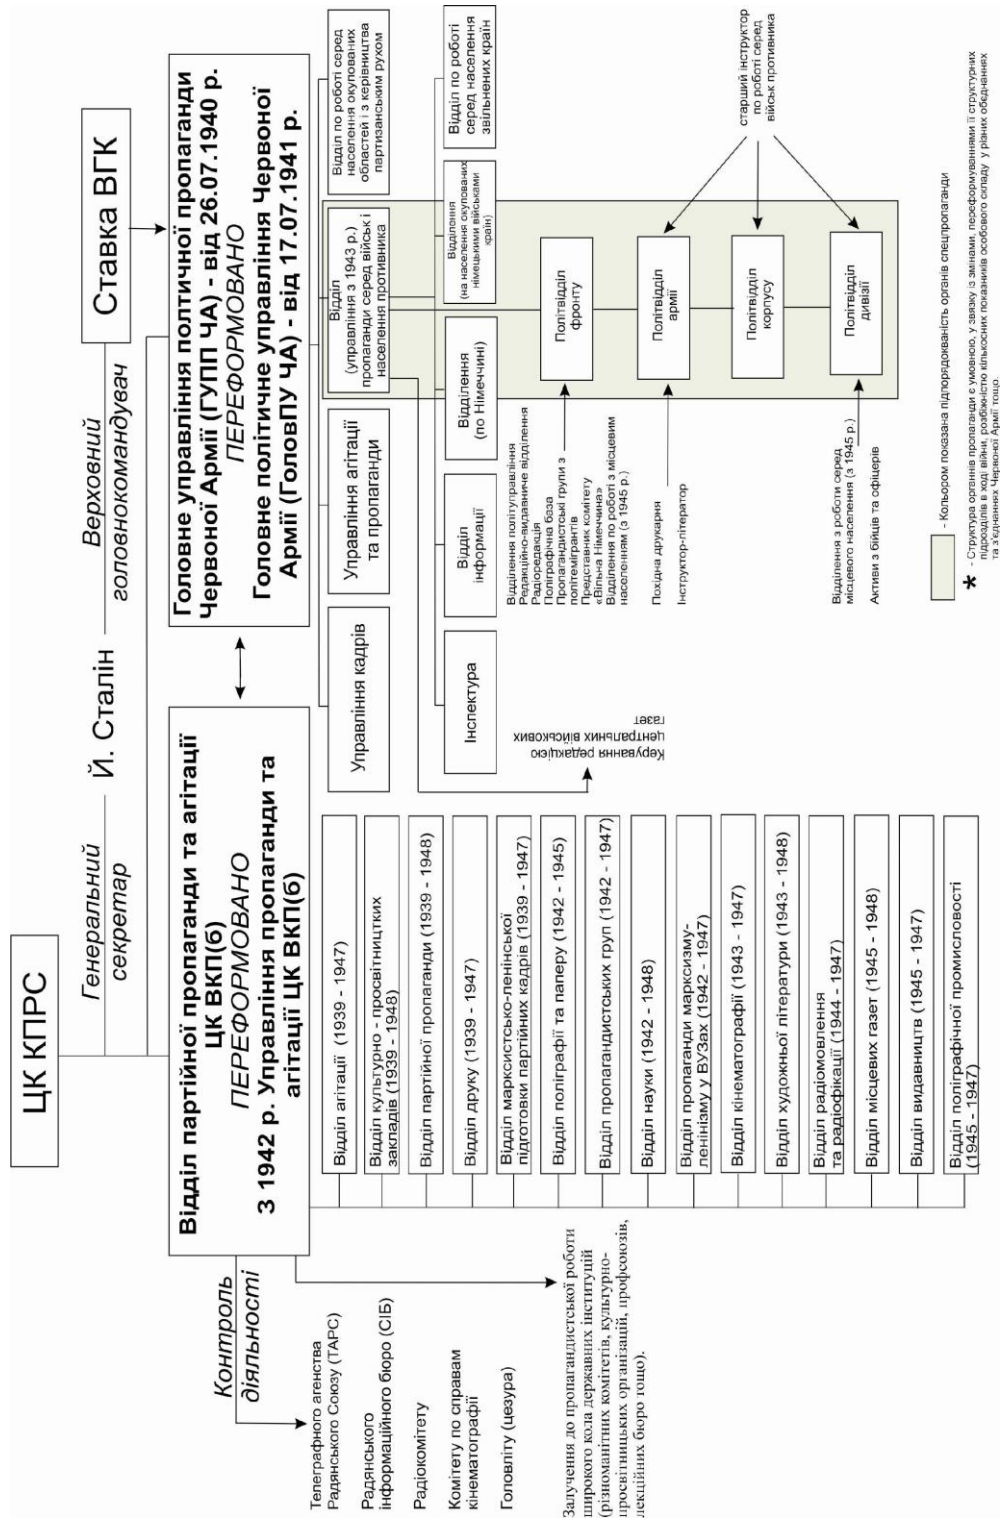 ЦК КПРС
Генеральний
секретар
Й. Сталін
Верховний
головнокомандувач
Ставка ВГК
Відділ партійної пропаганди та агітації
ЦК ВКП(б)
ПЕРЕФОРМОВАНО
З 1942 р. Управління пропаганди та
агітації ЦК ВКП(б)
Головне управління політичної пропаганди
Червоної Армії (ГУПП ЧА) - від 26.07.1940 р.
ПЕРЕФОРМОВАНО
Головне політичне управління Червоної
Армії (ГоловПУ ЧА) - від 17.07.1941 р.
Контроль
діяльності
Телеграфного агенства
Радянського Союзу (ТАРС)
Радянського
інформаційного бюро (СІБ)
Радіокомітету
Комітету по справам
кінематографії
Головліту (цезура)
Залучення до пропагандистської роботи
широкого кола державних інституцій
(різноманітних комітетів, культурно-
просвітницьких організацій, профсоюзів,
лекційних бюро тощо).
Відділ агітації (1939 - 1947)
Відділ культурно - просвітництких
закладів (1939 - 1948)
Відділ партійної пропаганди (1939 - 1948)
Відділ друку (1939 - 1947)
Відділ марксистсько-ленінської
підготовки партійних кадрів (1939 - 1947)
Відділ поліграфії та паперу (1942 - 1945)
Відділ пропагандистських груп (1942 - 1947)
Відділ науки (1942 - 1948)
Відділ пропаганди марксизму-
ленінізму у ВУЗах (1942 - 1947)
Відділ кінематографії (1943 - 1947)
Відділ художньої літератури (1943 - 1948)
Відділ радіомовлення
та радіофікації (1944 - 1947)
Відділ місцевих газет (1945 - 1948)
Відділ видавництв (1945 - 1947)
Відділ поліграфічної промисловості
(1945 - 1947)
Управління кадрів
Управління агітації
та пропаганди
Відділ
(управління з 1943 р.)
пропаганди серед військ і
населення противника
Відділ по роботі серед
населення окупованих
областей і з керівництва
партизанським рухом
Керування редакцією
центральних військових
газет
Інспектура
Відділ
інформації
Відділення
(по Німеччині)
Відділення
(на населення окупованих
німецькими військами
країн)
Відділ по роботі
серед населення
звільнених країн
Відділення політуправління
Редакційно-видавниче відділення
Радіоредакція
Поліграфічна база
Пропагандистські групи з
політемігрантів
Представник комітету
«Вільна Німеччина»
Відділення по роботі з місцевим
населенням (з 1945 р.)
Політвідділ
фронту
Похідна друкарня
Інструктор-літератор
Політвідділ
армії
Політвідділ
корпусу
старший інструктор
по роботі серед
військ противника
Відділення з роботи серед
місцевого населення (з 1945 р.)
Активи з бійців та офіцерів
Політвідділ
дивізії
- Кольором показана підпорядкованість органів спецпропаганди
* - Структура органнів пропаганди є умовною, у звязку із змінами, переформуваннями її структурних
підрозділів в ході війни, розбіжністю кількосних показників особового складу у різних обєднаннях
та з'єднаннях Червоної Армії тощо.